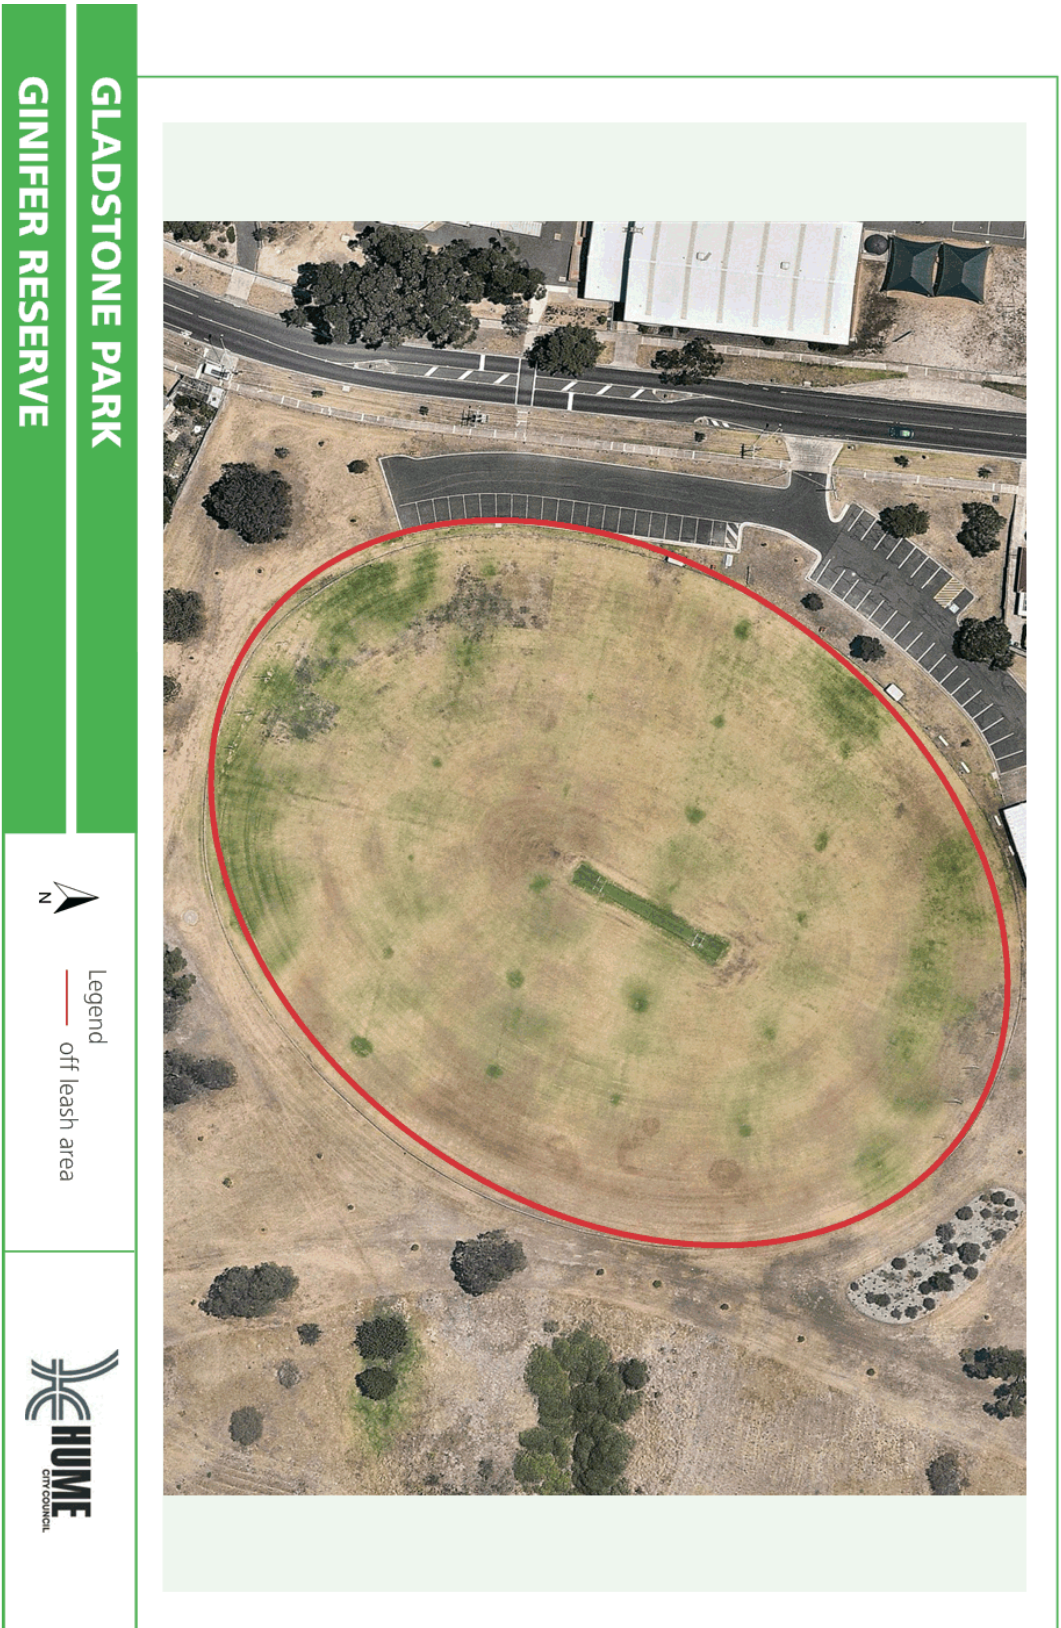 GLADSTONE PARK
GINIFER RESERVE
N
Legend
off leash area
HUME
CITY COUNCIL